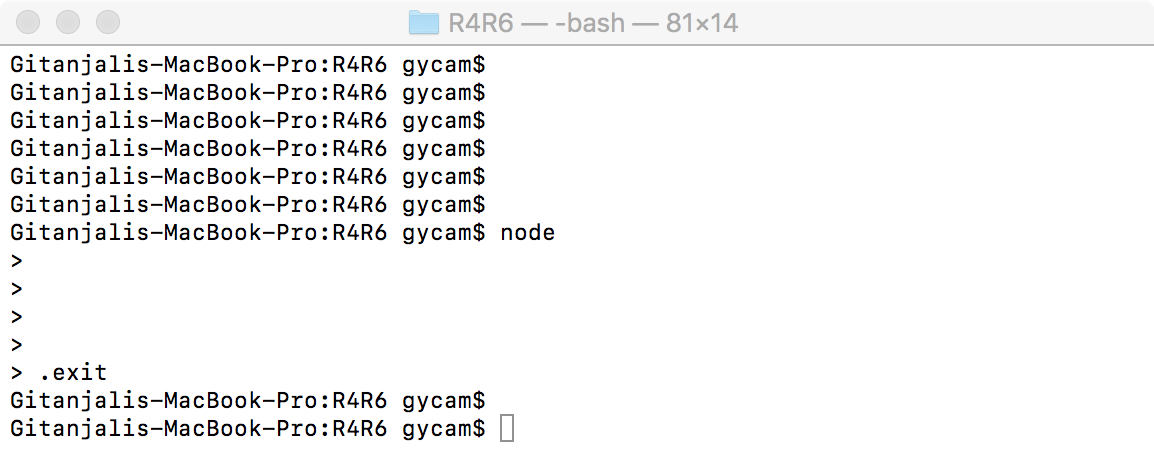 R4R6 — -bash — 81×14
Gitanjalis-MacBook-Pro:R4R6 gycam$
Gitanjalis-MacBook-Pro:R4R6 gycam$
Gitanjalis-MacBook-Pro:R4R6 gycam$
Gitanjalis-MacBook-Pro:R4R6 gycam$
Gitanjalis-MacBook-Pro:R4R6 gycam$
Gitanjalis-MacBook-Pro:R4R6 gycam$
Gitanjalis-MacBook-Pro:R4R6 gycam$ node
>
>
>
>
> .exit
Gitanjalis-MacBook-Pro:R4R6 gycam$
Gitanjalis-MacBook-Pro:R4R6 gycam$